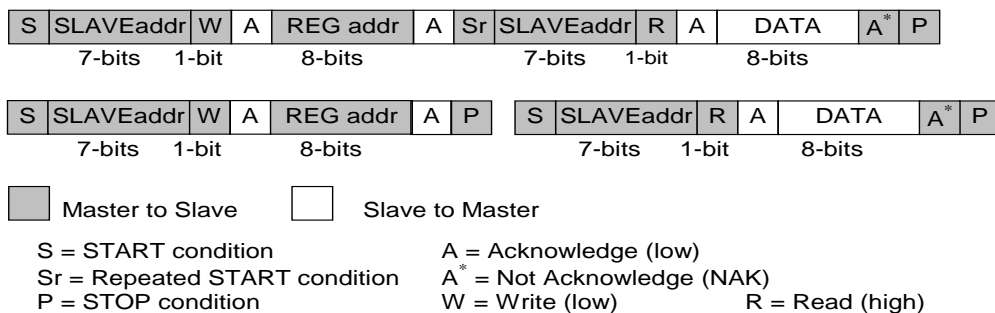 S SLAVEaddr W A REG addr A Sr SLAVEaddr R A DATA A* P
7-bits 1-bit 8-bits 7-bits 1-bit 8-bits
S SLAVEaddr W A REG addr A P S SLAVEaddr R A DATA A* P
7-bits 1-bit 8-bits 7-bits 1-bit 8-bits
Master to Slave Slave to Master
S = START condition A = Acknowledge (low)
Sr = Repeated START condition A* = Not Acknowledge (NAK)
P = STOP condition W = Write (low) R = Read (high)